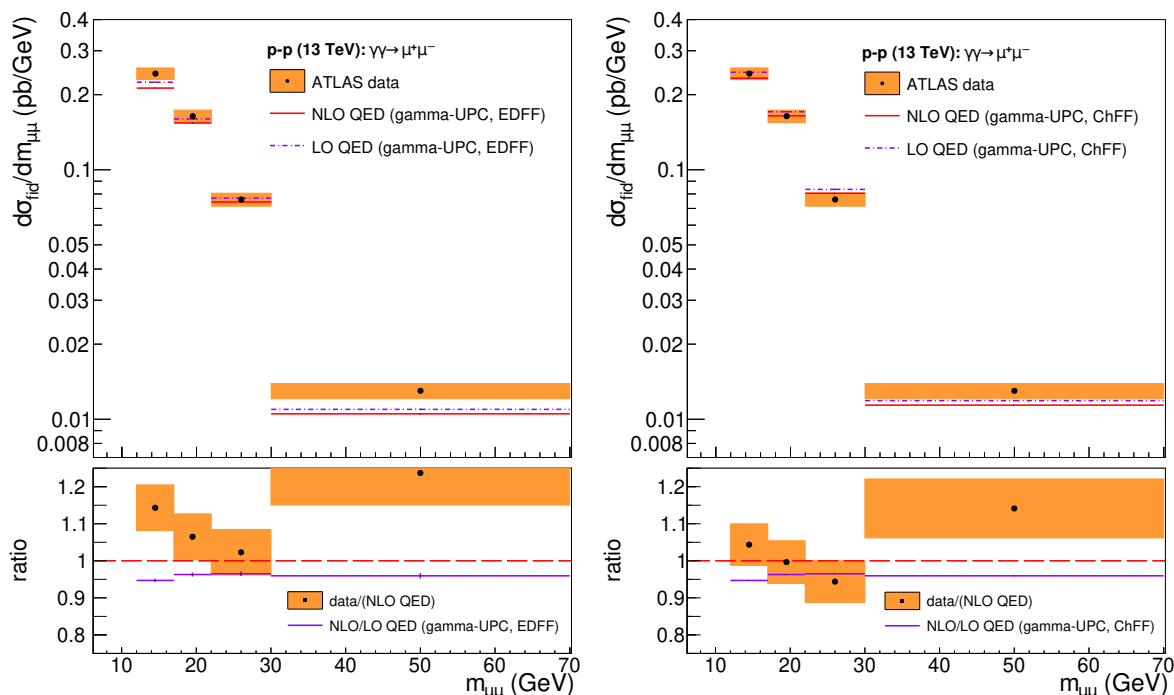 p-p (13 TeV): γγ→ μ⁺μ⁻
ATLAS data
NLO QED (gamma-UPC, EDFF)
LO QED (gamma-UPC, EDFF)
dσ_fid/dm_μμ (pb/GeV)
0.4
0.3
0.2
0.1
0.05
0.04
0.03
0.02
0.01
0.008
1.2
1.1
1
0.9
0.8
ratio
data/(NLO QED)
NLO/LO QED (gamma-UPC, EDFF)
10 20 30 40 50 60 70
m_μμ (GeV)
p-p (13 TeV): γγ→ μ⁺μ⁻
ATLAS data
NLO QED (gamma-UPC, ChFF)
LO QED (gamma-UPC, ChFF)
dσ_fid/dm_μμ (pb/GeV)
0.4
0.3
0.2
0.1
0.05
0.04
0.03
0.02
0.01
0.008
1.2
1.1
1
0.9
0.8
ratio
data/(NLO QED)
NLO/LO QED (gamma-UPC, ChFF)
10 20 30 40 50 60 70
m_μμ (GeV)